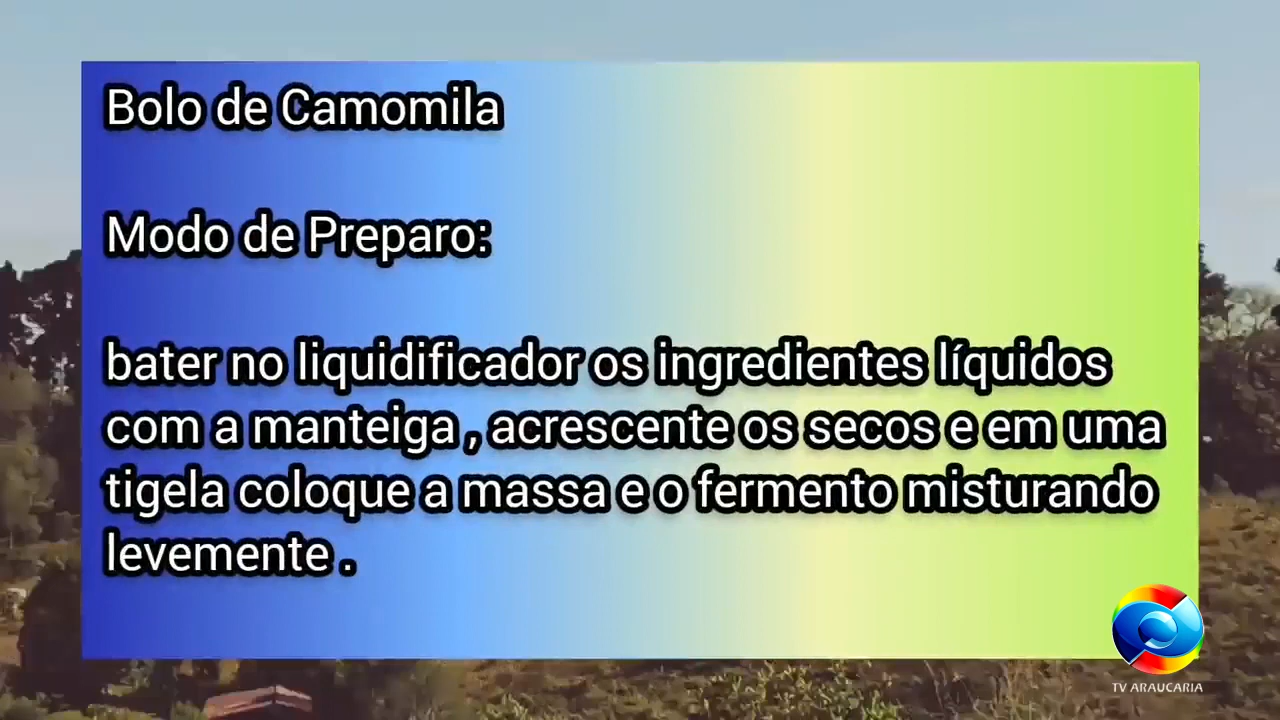 Bolo de Camomila
Modo de Preparo:
bater no liquidificador os ingredientes líquidos
com a manteiga , acrescente os secos e em uma
tigela coloque a massa e o fermento misturando
levemente .
TV ARAUCARIA